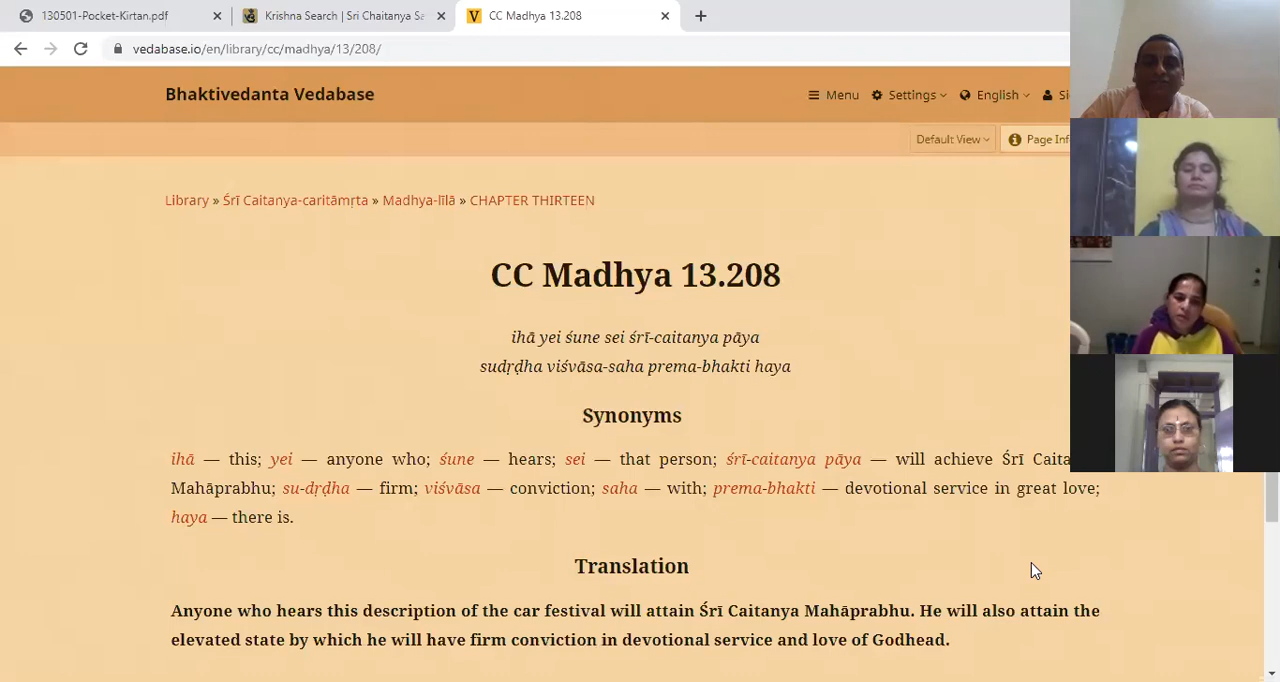 130501-Pocket-Kirtan.pdf
Krishna Search | Sri Chaitanya Sa
CC Madhya 13.208
vedabase.io/en/library/cc/madhya/13/208/
Bhaktivedanta Vedabase
Menu Settings English Si
Default View Page Inf
Library » Śrī Caitanya-caritāmṛta » Madhya-līlā » CHAPTER THIRTEEN
CC Madhya 13.208
ihā yei śune sei śrī-caitanya pāya
sudṛḍha viśvāsa-saha prema-bhakti haya
Synonyms
ihā — this; yei — anyone who; śune — hears; sei — that person; śrī-caitanya pāya — will achieve Śrī Caita
Mahāprabhu; su-dṛḍha — firm; viśvāsa — conviction; saha — with; prema-bhakti — devotional service in great love;
haya — there is.
Translation
Anyone who hears this description of the car festival will attain Śrī Caitanya Mahāprabhu. He will also attain the
elevated state by which he will have firm conviction in devotional service and love of Godhead.